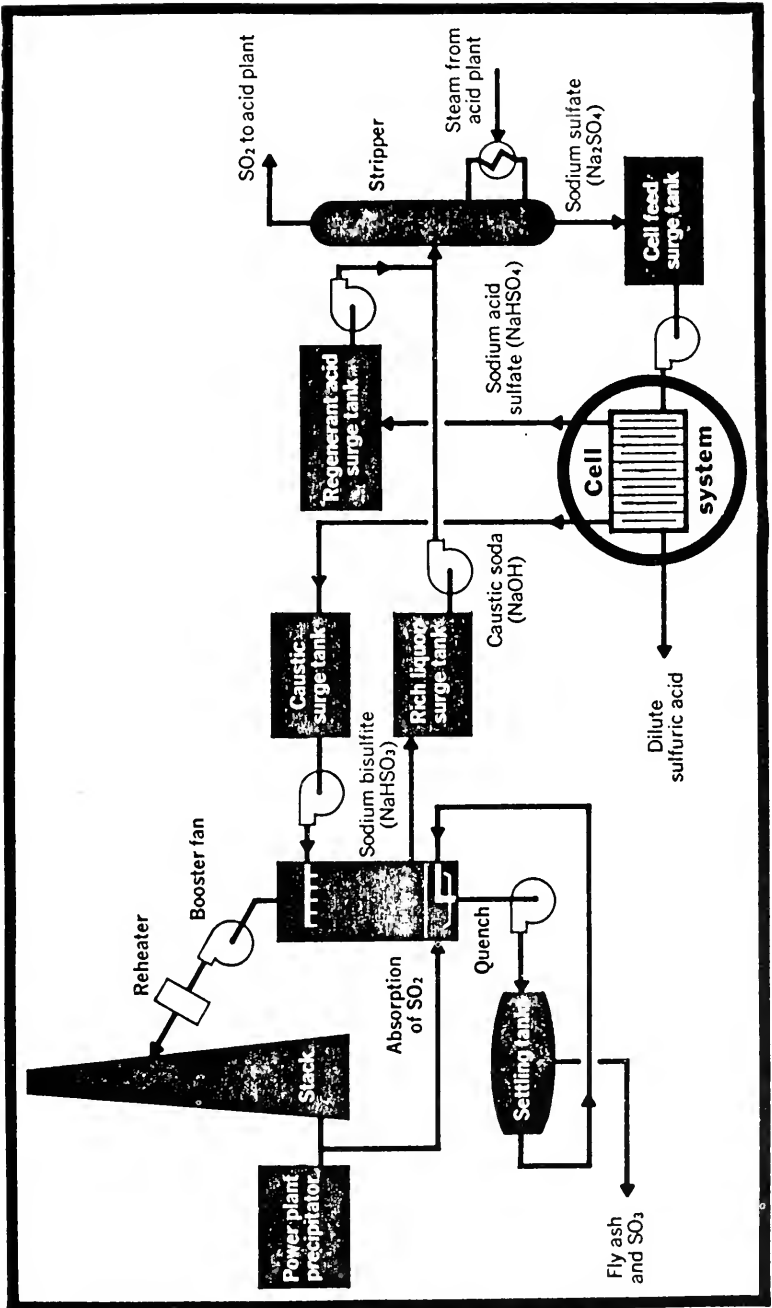 SO₂ to acid plant
Stripper
Steam from
acid plant
Sodium sulfate
(Na₂SO₄)
Cell feed
surge tank
Regenerant acid
surge tank
Sodium acid
sulfate (NaHSO₄)
Cell
system
Caustic
surge tank
Rich liquor
surge tank
Caustic soda
(NaOH)
Dilute
sulfuric acid
Sodium bisulfite
(NaHSO₃)
Booster fan
Reheater
Absorption
of SO₂
Quench
Settling tank
Stack
Power plant
precipitator
Fly ash
and SO₃